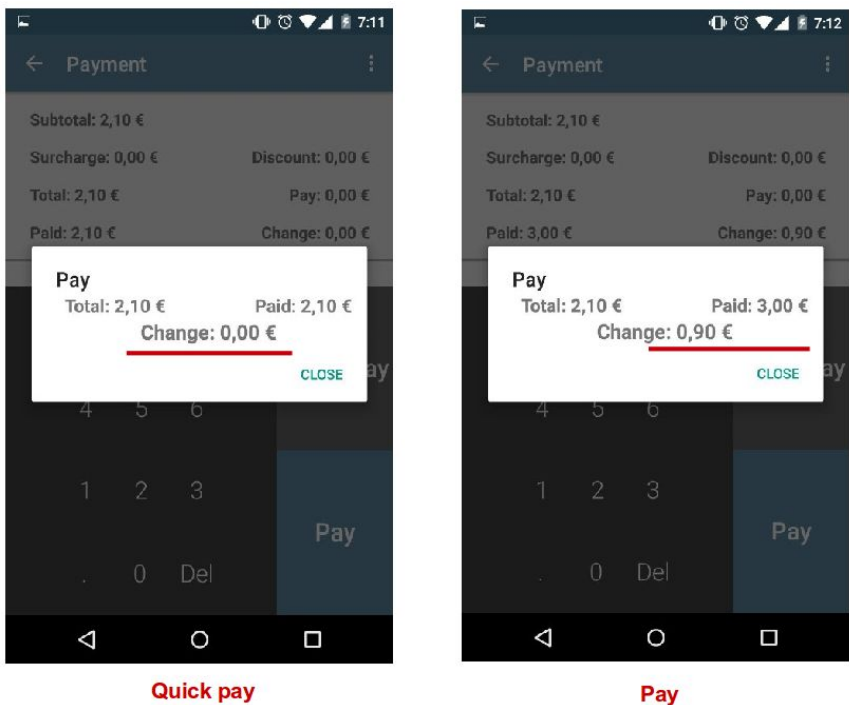 7:11
Payment
Subtotal: 2,10 €
Surcharge: 0,00 € Discount: 0,00 €
Total: 2,10 € Pay: 0,00 €
Paid: 2,10 € Change: 0,00 €
Pay
Total: 2,10 € Paid: 2,10 €
Change: 0,00 €
CLOSE
ay
4 5 6
1 2 3
Pay
. 0 Del
Quick pay
7:12
Payment
Subtotal: 2,10 €
Surcharge: 0,00 € Discount: 0,00 €
Total: 2,10 € Pay: 0,00 €
Paid: 3,00 € Change: 0,90 €
Pay
Total: 2,10 € Paid: 3,00 €
Change: 0,90 €
CLOSE
ay
4 5 6
1 2 3
Pay
. 0 Del
Pay